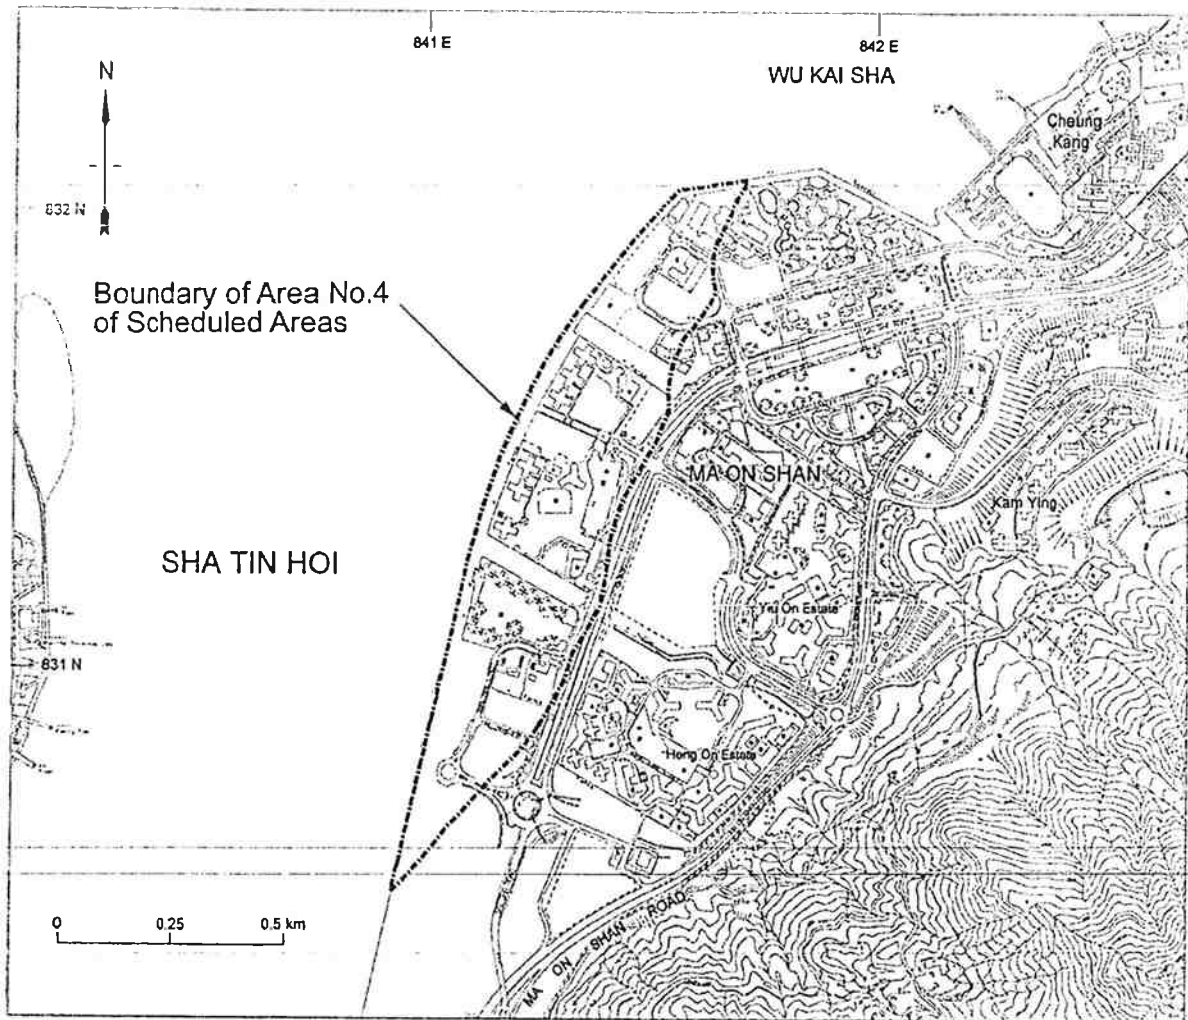 841 E
842 E
WU KAI SHA
N
Cheung
Kang
832 N
Boundary of Area No.4
of Scheduled Areas
MA ON SHAN
Kam Ying
SHA TIN HOI
Yiu On Estate
831 N
Heng On Estate
0
0.25
0.5 km
MA ON SHAN ROAD